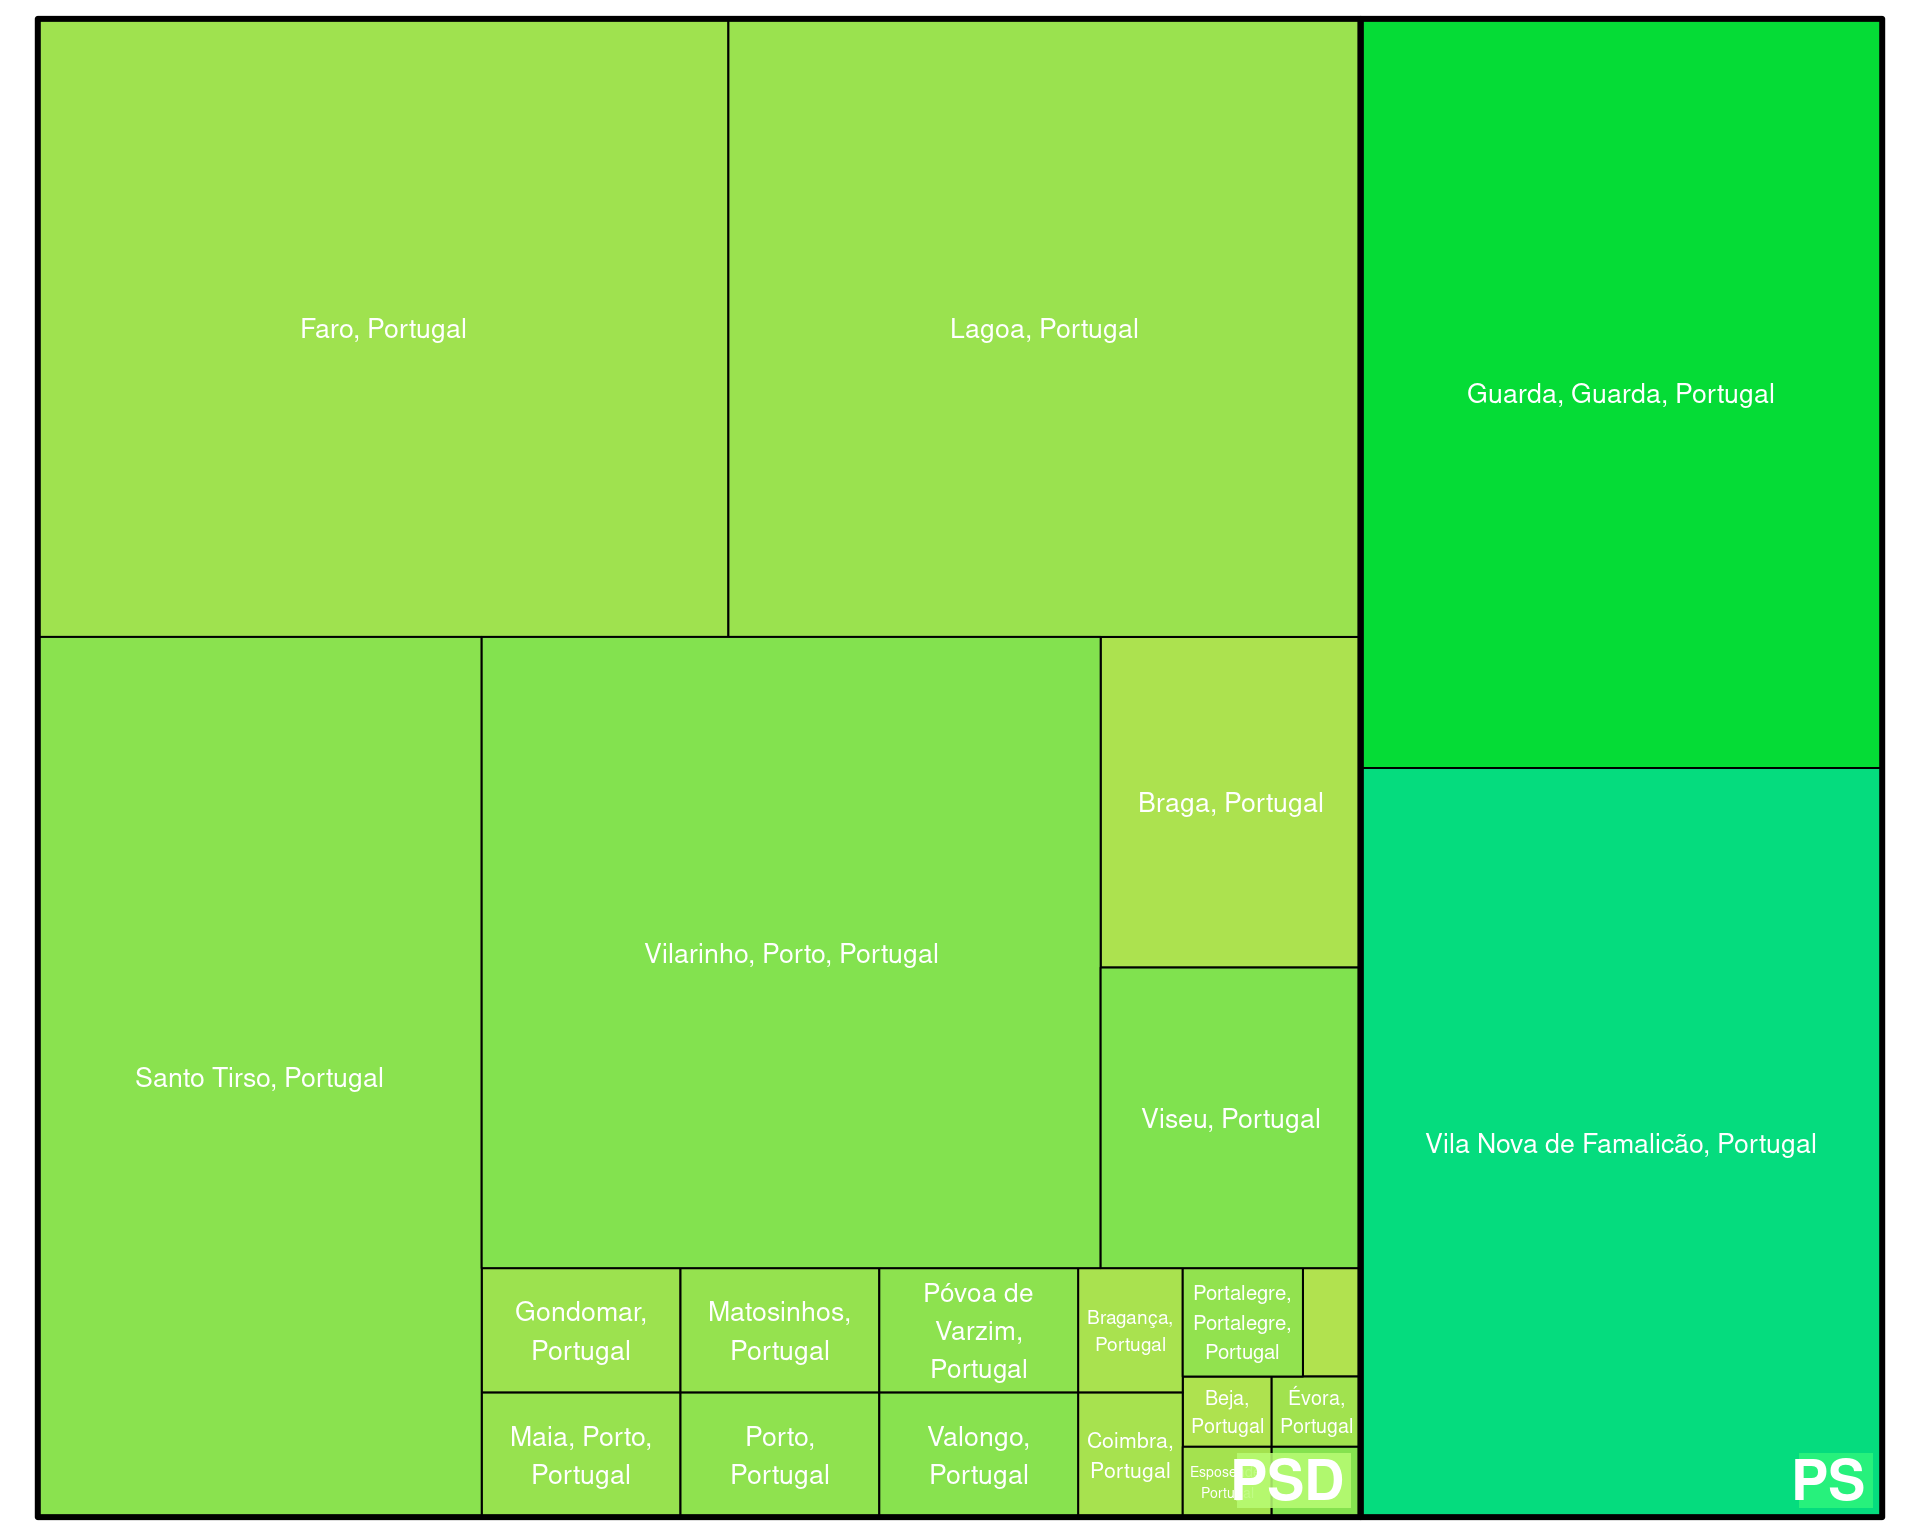 Faro, Portugal
Lagoa, Portugal
Guarda, Guarda, Portugal
Braga, Portugal
Vilarinho, Porto, Portugal
Santo Tirso, Portugal
Viseu, Portugal
Vila Nova de Famalicão, Portugal
Gondomar,
Portugal
Matosinhos,
Portugal
Póvoa de
Varzim,
Portugal
Bragança,
Portugal
Portalegre,
Portalegre,
Portugal
Maia, Porto,
Portugal
Porto,
Portugal
Valongo,
Portugal
Coimbra,
Portugal
Beja,
Portugal
Évora,
Portugal
Portugal
PSD
PS